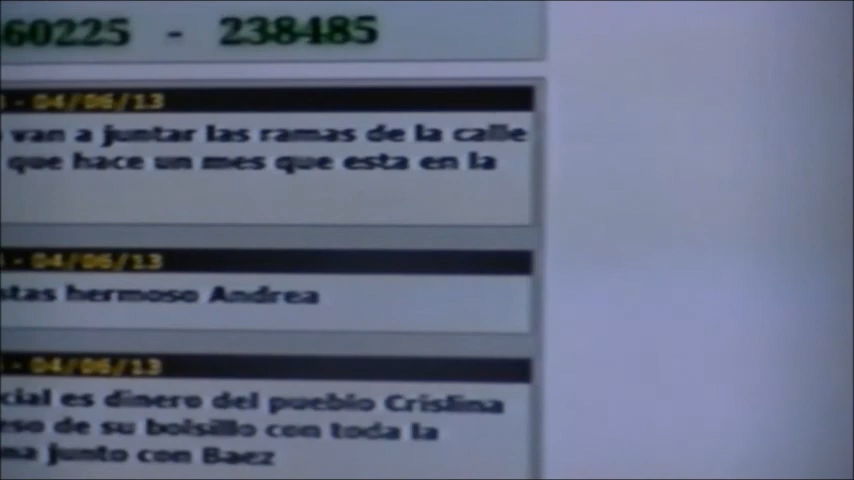 60225 - 238485
- 04/06/13
van a juntar las ramas de la calle
que hace un mes que esta en la
- 04/06/13
stas hermoso Andrea
- 04/06/13
cial es dinero del pueblo Cristina
eso de su bolsillo con toda la
na junto con Baez